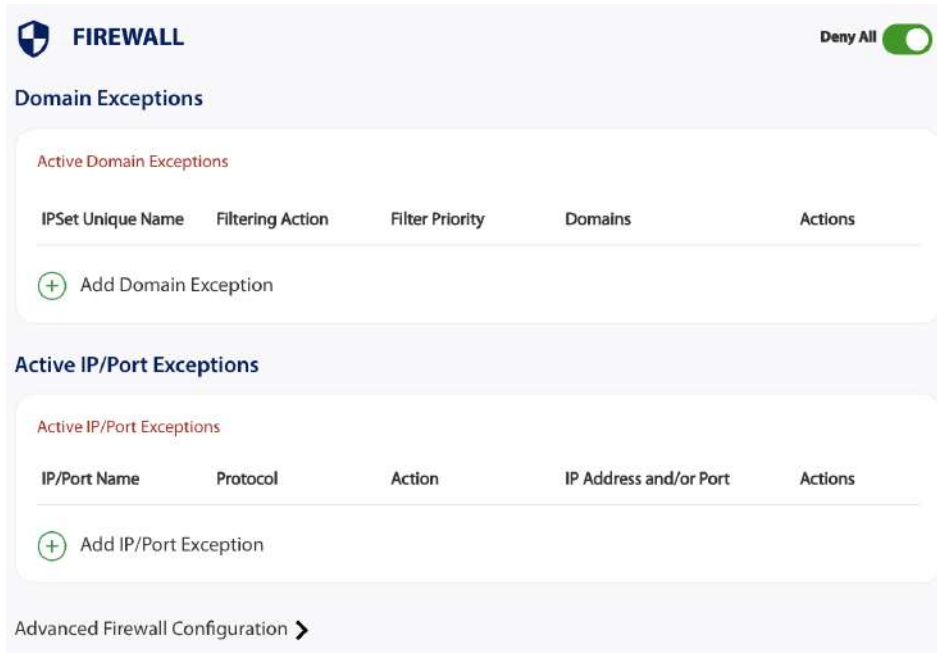 FIREWALL
Deny All
Domain Exceptions
Active Domain Exceptions
IPSet Unique Name Filtering Action Filter Priority Domains Actions
Add Domain Exception
Active IP/Port Exceptions
Active IP/Port Exceptions
IP/Port Name Protocol Action IP Address and/or Port Actions
Add IP/Port Exception
Advanced Firewall Configuration